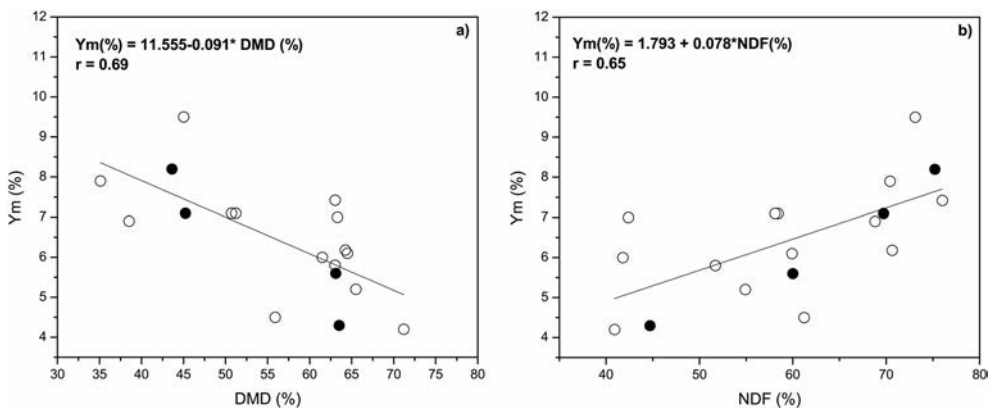 12
11
10
9
8
7
6
5
4
Ym (%)
Ym(%) = 11.555-0.091* DMD (%)
r = 0.69
a)
30 35 40 45 50 55 60 65 70 75 80
DMD (%)
12
11
10
9
8
7
6
5
4
Ym (%)
Ym(%) = 1.793 + 0.078*NDF(%)
r = 0.65
b)
40 50 60 70 80
NDF (%)